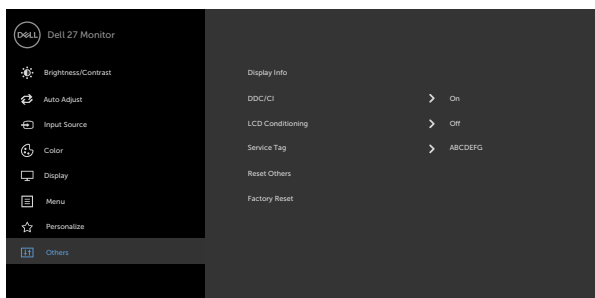 DELL Dell 27 Monitor
Brightness/Contrast
Auto Adjust
Input Source
Color
Display
Menu
Personalize
Others
Display Info
DDC/CI On
LCD Conditioning Off
Service Tag ABCDEFG
Reset Others
Factory Reset